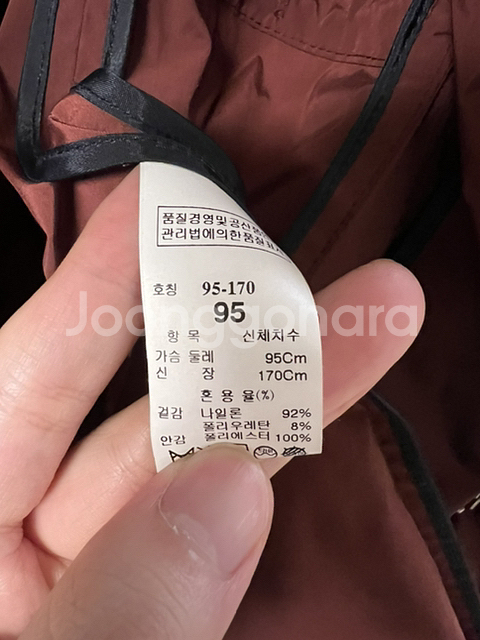 품질경영및공산품
관리법에의한품질표시
호칭 95-170
95
Joonggonara
항 목 신체치수
가슴 둘레 95Cm
신 장 170Cm
혼 용 율(%)
겉감 나일론 92%
폴리우레탄 8%
안감 폴리에스터 100%